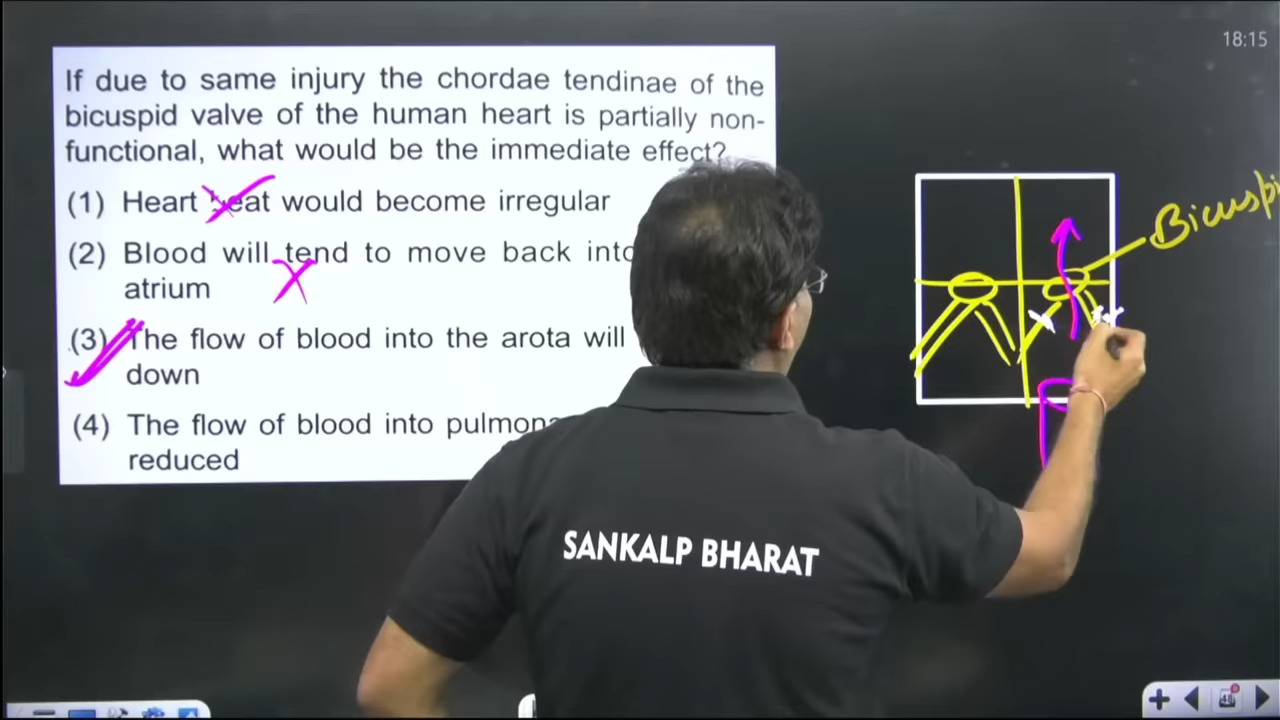 18:15
If due to same injury the chordae tendinae of the
bicuspid valve of the human heart is partially non-
functional, what would be the immediate effect?
(1) Heart beat would become irregular
(2) Blood will tend to move back into
atrium
(3) The flow of blood into the arota will
down
(4) The flow of blood into
reduced
Bicuspi
SANKALP BHARAT